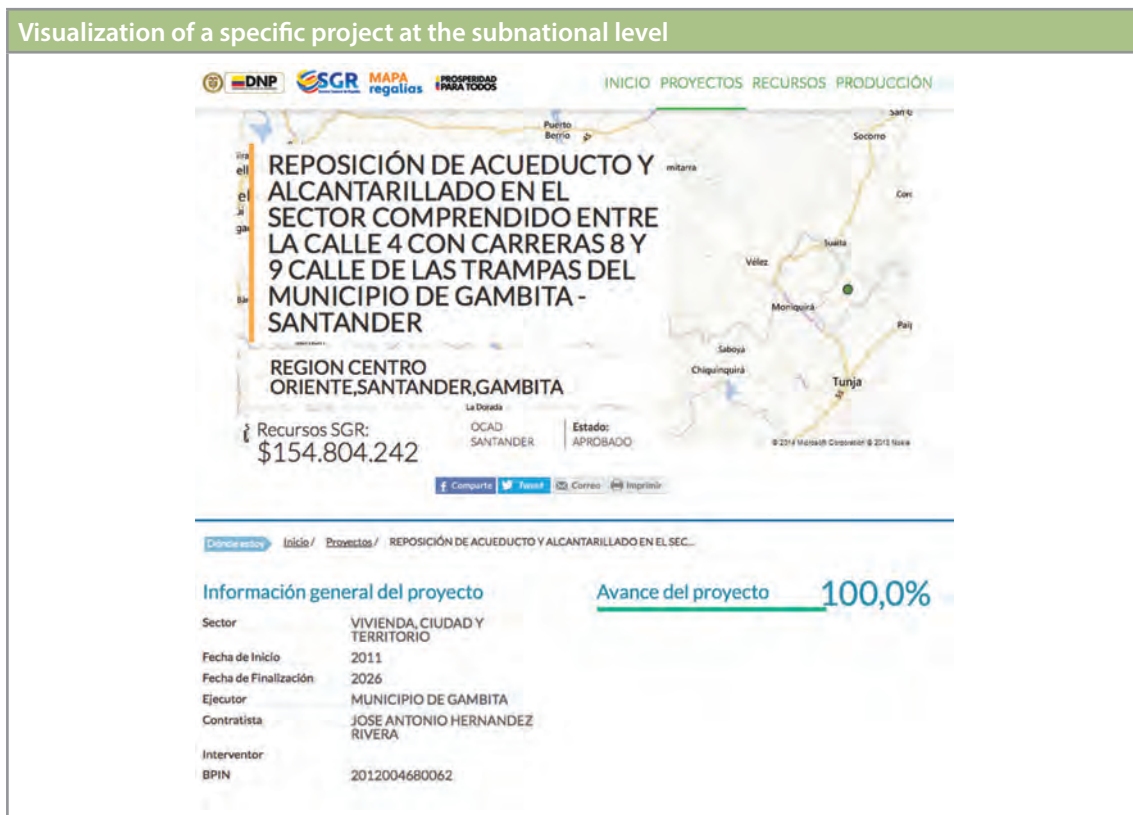 Visualization of a specific project at the subnational level
DNP SGR MAPA regalías PROSPERIDAD PARA TODOS
INICIO PROYECTOS RECURSOS PRODUCCIÓN
Puerto
Berrio
Socorro
mitarra
Suaita
Vélez
Moniquirá
Saboyá
Chiquinquirá
Tunja
REPOSICIÓN DE ACUEDUCTO Y
ALCANTARILLADO EN EL
SECTOR COMPRENDIDO ENTRE
LA CALLE 4 CON CARRERAS 8 Y
9 CALLE DE LAS TRAMPAS DEL
MUNICIPIO DE GAMBITA -
SANTANDER
REGION CENTRO
ORIENTE,SANTANDER,GAMBITA
La Dorada
Recursos SGR:
$154.804.242
OCAD
SANTANDER
Estado:
APROBADO
Comparte Tweet Correo Imprimir
Dónde estoy Inicio / Proyectos / REPOSICIÓN DE ACUEDUCTO Y ALCANTARILLADO EN EL SEC...
Información general del proyecto
Sector VIVIENDA, CIUDAD Y
TERRITORIO
Fecha de Inicio 2011
Fecha de Finalización 2026
Ejecutor MUNICIPIO DE GAMBITA
Contratista JOSE ANTONIO HERNANDEZ
RIVERA
Interventor
BPIN 2012004680062
Avance del proyecto 100,0%